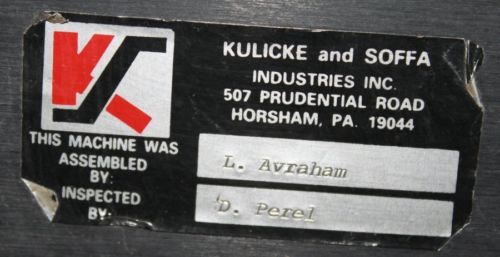 KS
KULICKE and SOFFA
INDUSTRIES INC.
507 PRUDENTIAL ROAD
HORSHAM, PA. 19044
THIS MACHINE WAS
ASSEMBLED
BY:
L. Avraham
INSPECTED
BY:
D. Perel